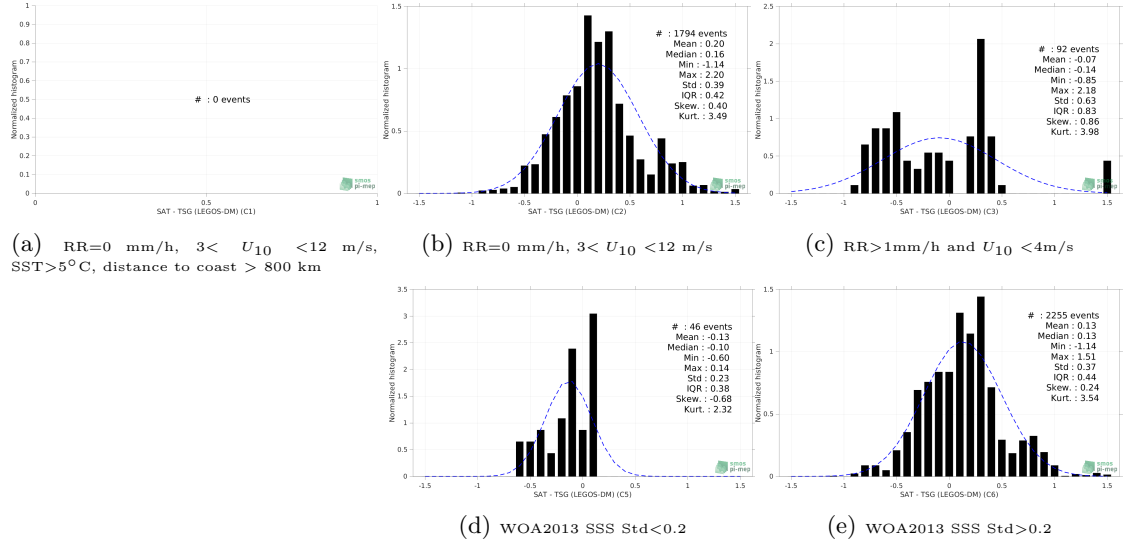 1
0.9
0.8
0.7
0.6
0.5
0.4
0.3
0.2
0.1
0
Normalized histogram
# : 0 events
smos
pi-mep
0 0.5 1
SAT - TSG (LEGOS-DM) (C1)
(a) RR=0 mm/h, 3< U10 <12 m/s,
SST>5°C, distance to coast > 800 km
1.5
1
0.5
0
Normalized histogram
# : 1794 events
Mean : 0.20
Median : 0.16
Min : -1.14
Max : 2.20
Std : 0.39
IQR : 0.42
Skew. : 0.40
Kurt. : 3.49
smos
pi-mep
-1.5 -1 -0.5 0 0.5 1 1.5
SAT - TSG (LEGOS-DM) (C2)
(b) RR=0 mm/h, 3< U10 <12 m/s
2.5
2
1.5
1
0.5
0
Normalized histogram
# : 92 events
Mean : -0.07
Median : -0.14
Min : -0.85
Max : 2.18
Std : 0.63
IQR : 0.83
Skew. : 0.86
Kurt. : 3.98
smos
pi-mep
-1.5 -1 -0.5 0 0.5 1 1.5
SAT - TSG (LEGOS-DM) (C3)
(c) RR>1mm/h and U10 <4m/s
3.5
3
2.5
2
1.5
1
0.5
0
Normalized histogram
# : 46 events
Mean : -0.13
Median : -0.10
Min : -0.60
Max : 0.14
Std : 0.23
IQR : 0.38
Skew. : -0.68
Kurt. : 2.32
smos
pi-mep
-1.5 -1 -0.5 0 0.5 1 1.5
SAT - TSG (LEGOS-DM) (C5)
(d) WOA2013 SSS Std<0.2
1.5
1
0.5
0
Normalized histogram
# : 2255 events
Mean : 0.13
Median : 0.13
Min : -1.14
Max : 1.51
Std : 0.37
IQR : 0.44
Skew. : 0.24
Kurt. : 3.54
smos
pi-mep
-1.5 -1 -0.5 0 0.5 1 1.5
SAT - TSG (LEGOS-DM) (C6)
(e) WOA2013 SSS Std>0.2